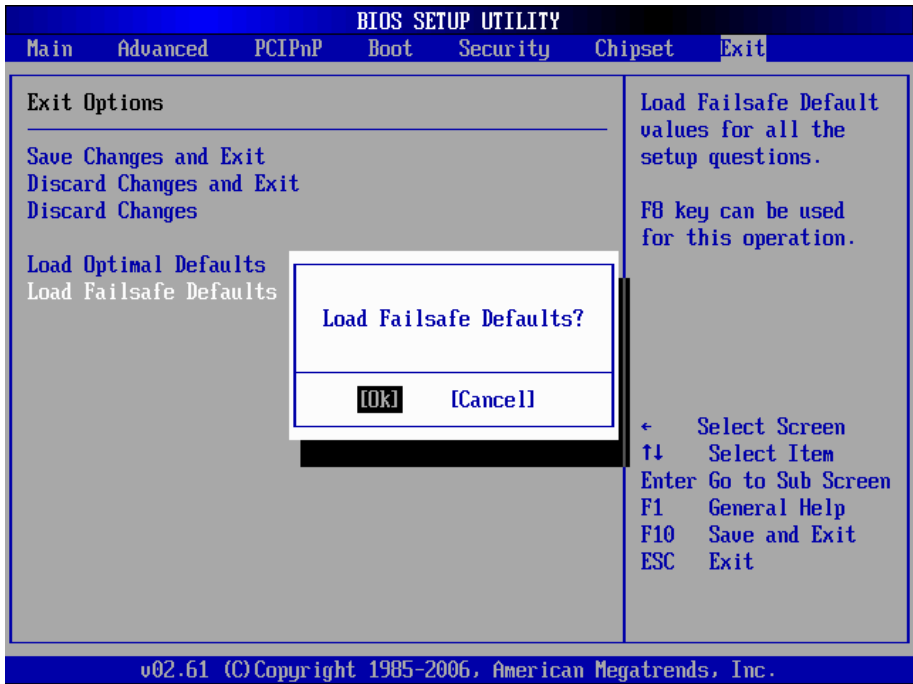 BIOS SETUP UTILITY
Main Advanced PCIPnP Boot Security Chipset Exit
Exit Options
Save Changes and Exit
Discard Changes and Exit
Discard Changes
Load Optimal Defaults
Load Failsafe Defaults
Load Failsafe Defaults?
[Ok] [Cancel]
Load Failsafe Default
values for all the
setup questions.
F8 key can be used
for this operation.
← Select Screen
↑↓ Select Item
Enter Go to Sub Screen
F1 General Help
F10 Save and Exit
ESC Exit
v02.61 (C)Copyright 1985-2006, American Megatrends, Inc.